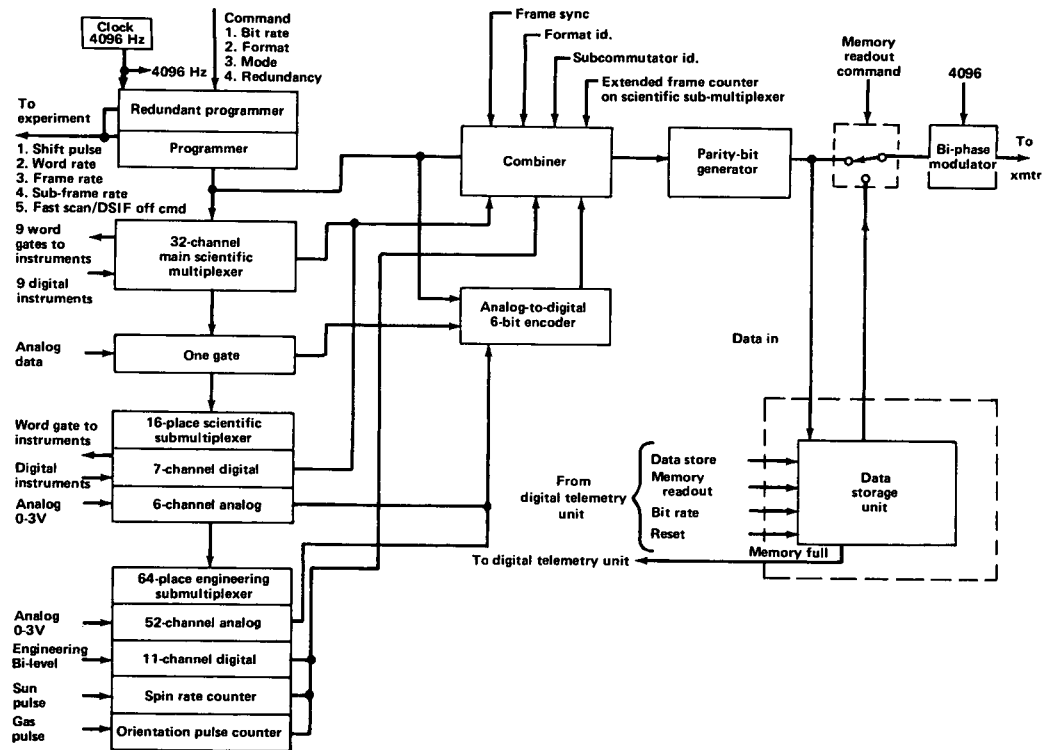 Clock
4096 Hz
4096 Hz
Command
1. Bit rate
2. Format
3. Mode
4. Redundancy
Redundant programmer
Programmer
To
experiment
1. Shift pulse
2. Word rate
3. Frame rate
4. Sub-frame rate
5. Fast scan/DSIF off cmd
9 word
gates to
instruments
9 digital
instruments
32-channel
main scientific
multiplexer
Analog
data
One gate
Word gate to
instruments
Digital
instruments
Analog
0-3V
16-place scientific
submultiplexer
7-channel digital
6-channel analog
64-place engineering
submultiplexer
52-channel analog
11-channel digital
Spin rate counter
Orientation pulse counter
Analog
0-3V
Engineering
Bi-level
Sun
pulse
Gas
pulse
Frame sync
Format id.
Subcommutator id.
Extended frame counter
on scientific sub-multiplexer
Combiner
Analog-to-digital
6-bit encoder
Parity-bit
generator
Memory
readout
command
4096
Bi-phase
modulator
To
xmtr
Data in
From
digital telemetry
unit
Data store
Memory
readout
Bit rate
Reset
Data
storage
unit
Memory full
To digital telemetry unit